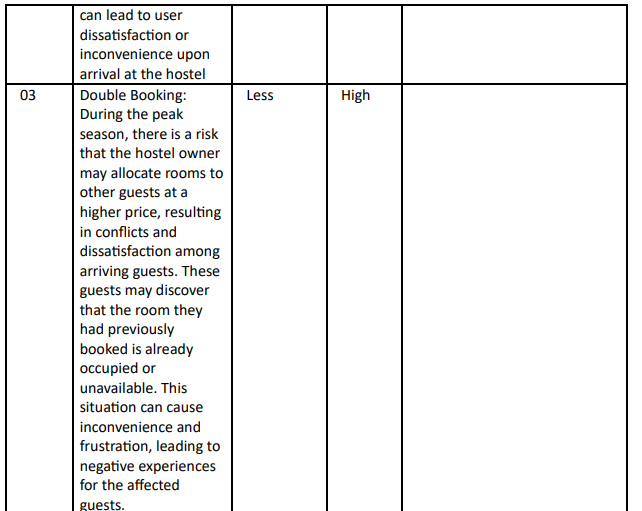 can lead to user
dissatisfaction or
inconvenience upon
arrival at the hostel
03 Double Booking: Less High
During the peak
season, there is a risk
that the hostel owner
may allocate rooms to
other guests at a
higher price, resulting
in conflicts and
dissatisfaction among
arriving guests. These
guests may discover
that the room they
had previously
booked is already
occupied or
unavailable. This
situation can cause
inconvenience and
frustration, leading to
negative experiences
for the affected
guests.